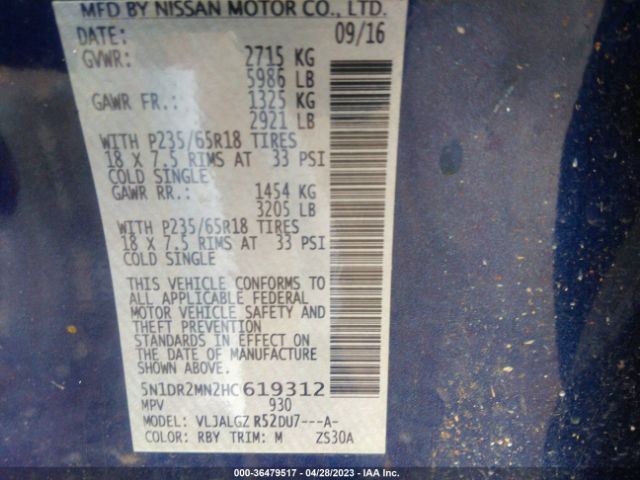 MFD BY NISSAN MOTOR CO., LTD.
DATE: 09/16
GVWR: 2715 KG
5986 LB
GAWR FR.: 1325 KG
2921 LB
WITH P235/65R18 TIRES
18 X 7.5 RIMS AT 33 PSI
COLD SINGLE
GAWR RR.: 1454 KG
3205 LB
WITH P235/65R18 TIRES
18 X 7.5 RIMS AT 33 PSI
COLD SINGLE
THIS VEHICLE CONFORMS TO
ALL APPLICABLE FEDERAL
MOTOR VEHICLE SAFETY AND
THEFT PREVENTION
STANDARDS IN EFFECT ON
THE DATE OF MANUFACTURE
SHOWN ABOVE.
5N1DR2MN2HC619312
MPV 930
MODEL: VLJALGZ R52DU7---A-
COLOR: RBY TRIM: M ZS30A
000-36479517 - 04/28/2023 - IAA Inc.